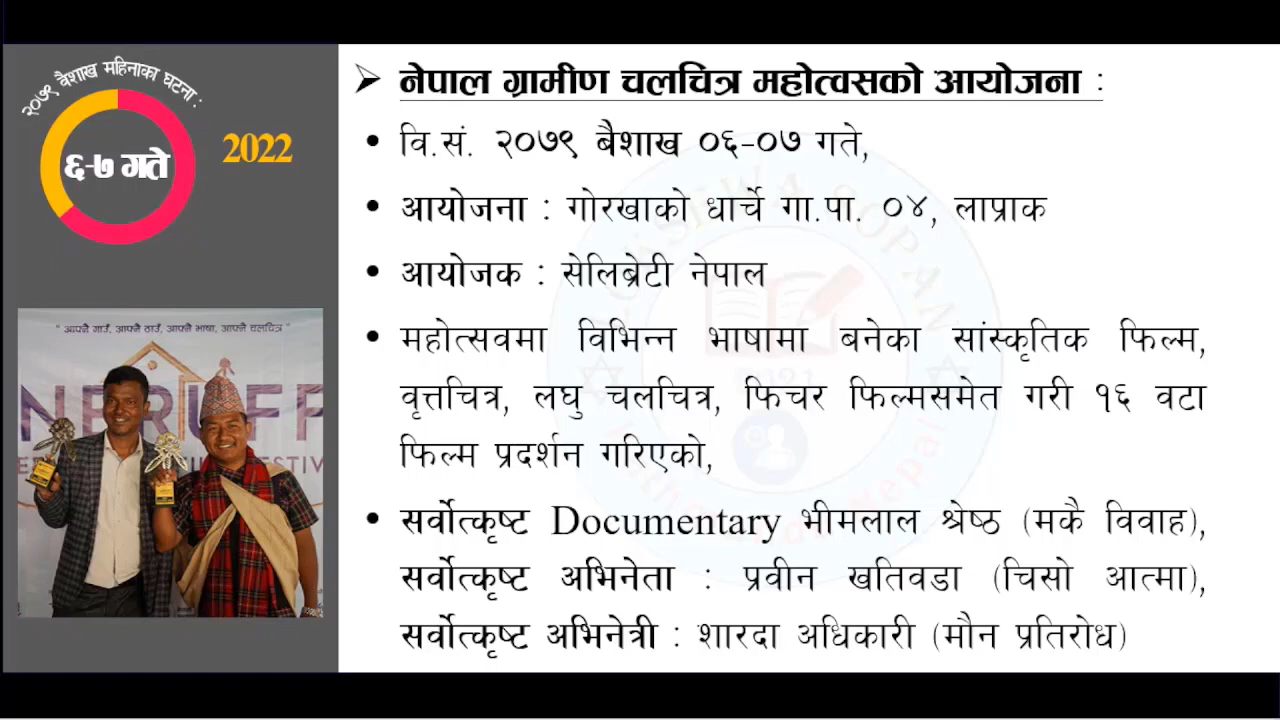 २०७९ वैशाख महिनाका घटना :
६-७ गते
2022
" आफ्नै गाउँ, आफ्नै ठाउँ, आफ्नै भाषा, आफ्नै चलचित्र "
नेपाल ग्रामीण चलचित्र महोत्वसको आयोजना :
वि.सं. २०७९ बैशाख ०६-०७ गते,
आयोजना : गोरखाको धार्चे गा.पा. ०४, लाप्राक
आयोजक : सेलिब्रेटी नेपाल
महोत्सवमा विभिन्न भाषामा बनेका सांस्कृतिक फिल्म,
वृत्तचित्र, लघु चलचित्र, फिचर फिल्मसमेत गरी १६ वटा
फिल्म प्रदर्शन गरिएको,
सर्वोत्कृष्ट Documentary भीमलाल श्रेष्ठ (मकै विवाह),
सर्वोत्कृष्ट अभिनेता : प्रवीन खतिवडा (चिसो आत्मा),
सर्वोत्कृष्ट अभिनेत्री : शारदा अधिकारी (मौन प्रतिरोध)